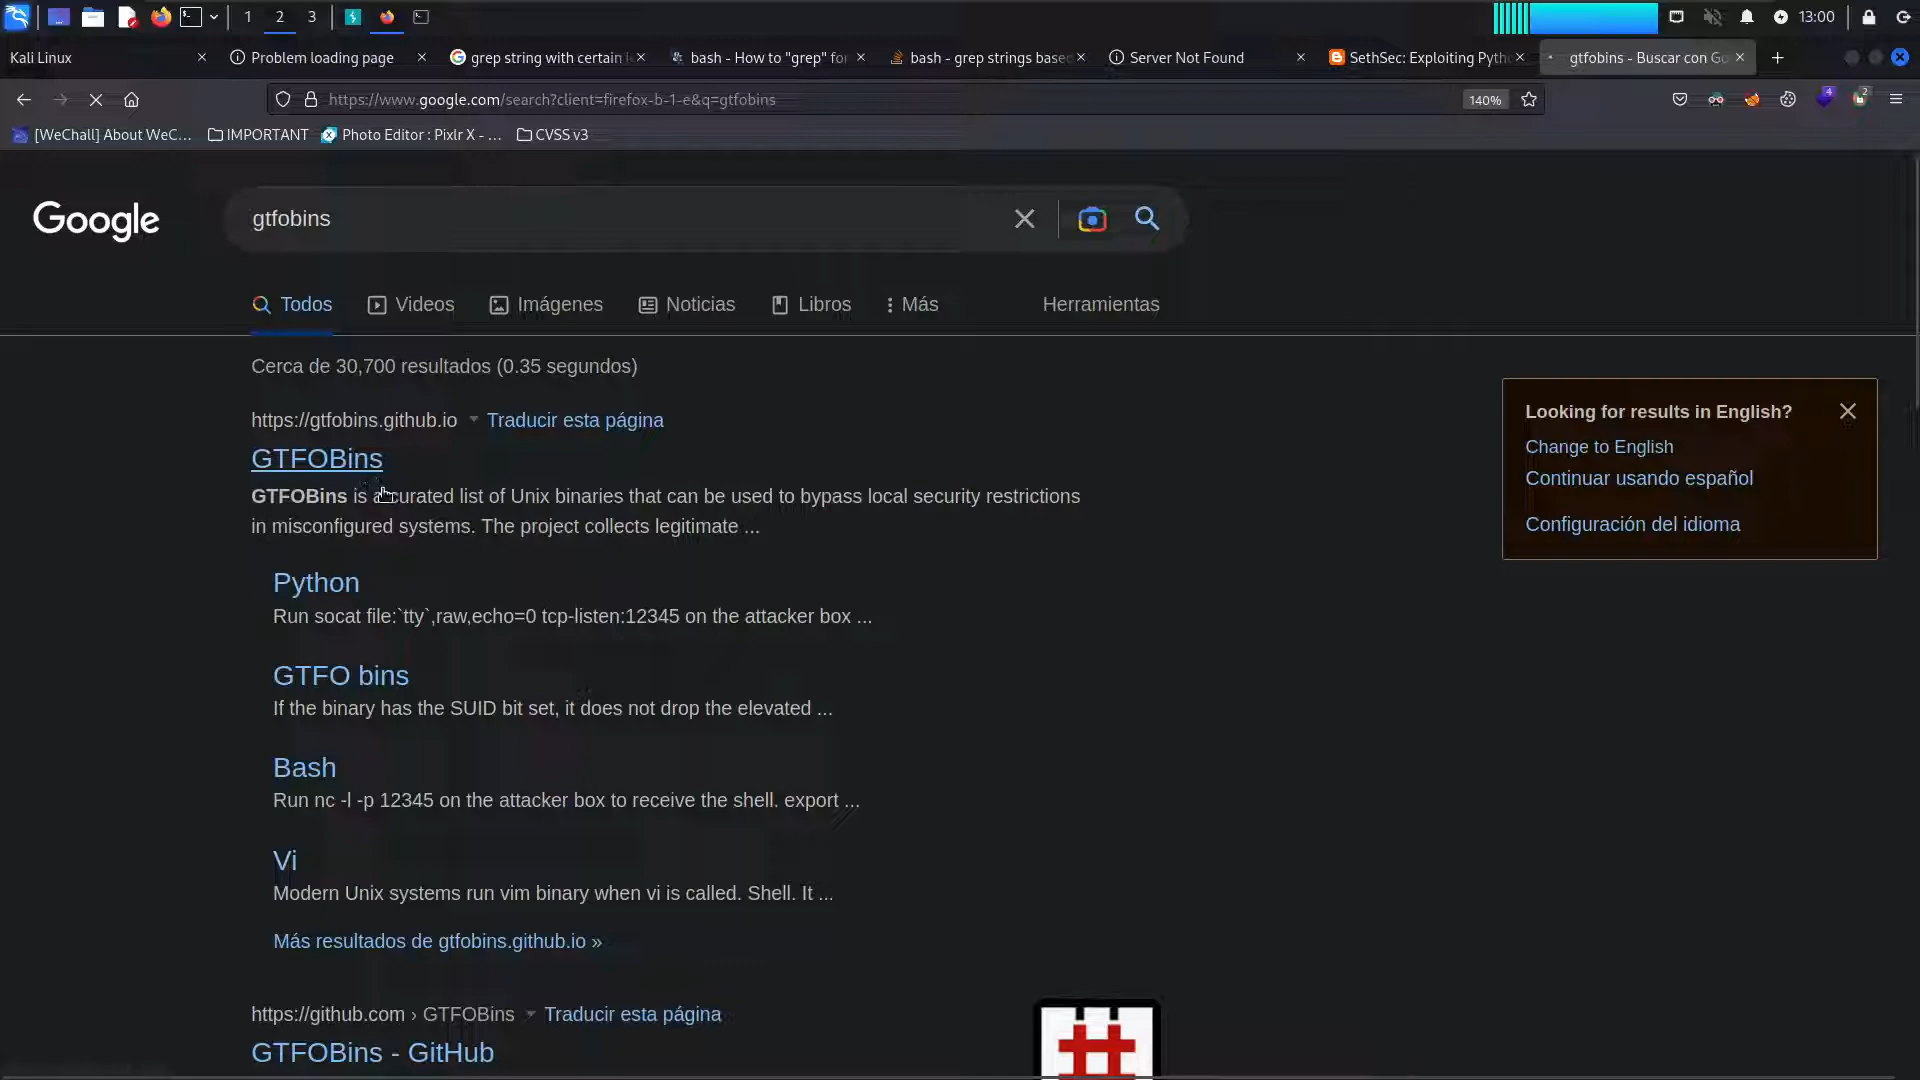 1 2 3 13:00
Kali Linux Problem loading page grep string with certain bash - How to "grep" for bash - grep strings based Server Not Found SethSec: Exploiting Pyth gtfobins - Buscar con Go
https://www.google.com/search?client=firefox-b-1-e&q=gtfobins 140% 4 2
[WeChall] About WeC... IMPORTANT Photo Editor : Pixlr X - ... CVSS v3
Google gtfobins
Todos Videos Imágenes Noticias Libros Más Herramientas
Cerca de 30,700 resultados (0.35 segundos)
https://gtfobins.github.io Traducir esta página
GTFOBins
GTFOBins is a curated list of Unix binaries that can be used to bypass local security restrictions
in misconfigured systems. The project collects legitimate ...
Python
Run socat file:`tty`,raw,echo=0 tcp-listen:12345 on the attacker box ...
GTFO bins
If the binary has the SUID bit set, it does not drop the elevated ...
Bash
Run nc -l -p 12345 on the attacker box to receive the shell. export ...
Vi
Modern Unix systems run vim binary when vi is called. Shell. It ...
Más resultados de gtfobins.github.io »
https://github.com › GTFOBins Traducir esta página
GTFOBins - GitHub
Looking for results in English?
Change to English
Continuar usando español
Configuración del idioma